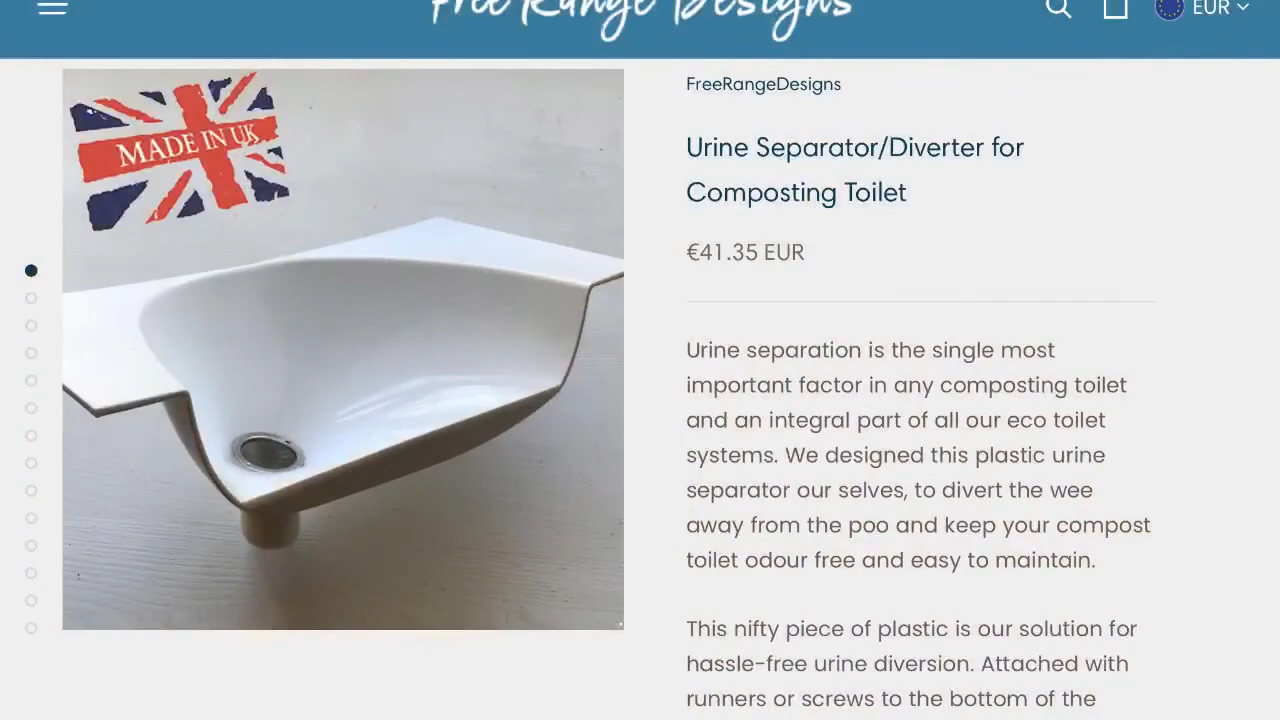 Free Range Designs
EUR
MADE IN UK
FreeRangeDesigns
Urine Separator/Diverter for
Composting Toilet
€41.35 EUR
Urine separation is the single most
important factor in any composting toilet
and an integral part of all our eco toilet
systems. We designed this plastic urine
separator our selves, to divert the wee
away from the poo and keep your compost
toilet odour free and easy to maintain.
This nifty piece of plastic is our solution for
hassle-free urine diversion. Attached with
runners or screws to the bottom of the